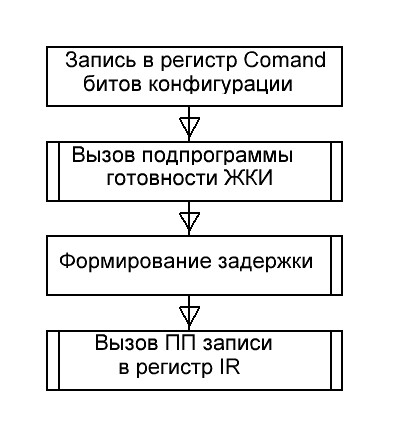 Запись в регистр Comand
битов конфигурации
Вызов подпрограммы
готовности ЖКИ
Формирование задержки
Вызов ПП записи
в регистр IR